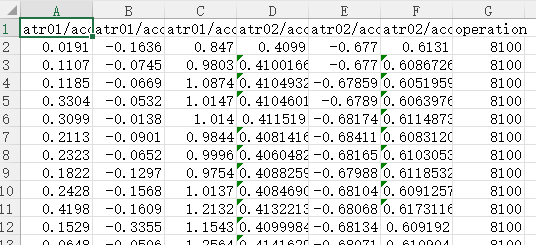 A B C D E F G
1 atr01/acc atr01/acc atr01/acc atr02/acc atr02/acc atr02/acc operation
2 0.0191 -0.1636 0.847 0.4099 -0.677 0.6131 8100
3 0.1107 -0.0745 0.9803 0.4100166 -0.677 0.6086726 8100
4 0.1185 -0.0669 1.0874 0.4104932 -0.67859 0.6051959 8100
5 0.3304 -0.0532 1.0147 0.4104601 -0.6789 0.6063976 8100
6 0.3099 -0.0138 1.014 0.411519 -0.68174 0.6114873 8100
7 0.2113 -0.0901 0.9844 0.4081416 -0.68411 0.6083120 8100
8 0.2323 -0.0652 0.9996 0.4060482 -0.68165 0.6103053 8100
9 0.1822 -0.1297 0.9754 0.4088259 -0.67988 0.6118532 8100
10 0.2428 -0.1568 1.0137 0.4084690 -0.68104 0.6091257 8100
11 0.4198 -0.1609 1.2132 0.4132213 -0.68068 0.6173116 8100
12 0.1529 -0.3355 1.1543 0.4099984 -0.68134 0.609192 8100